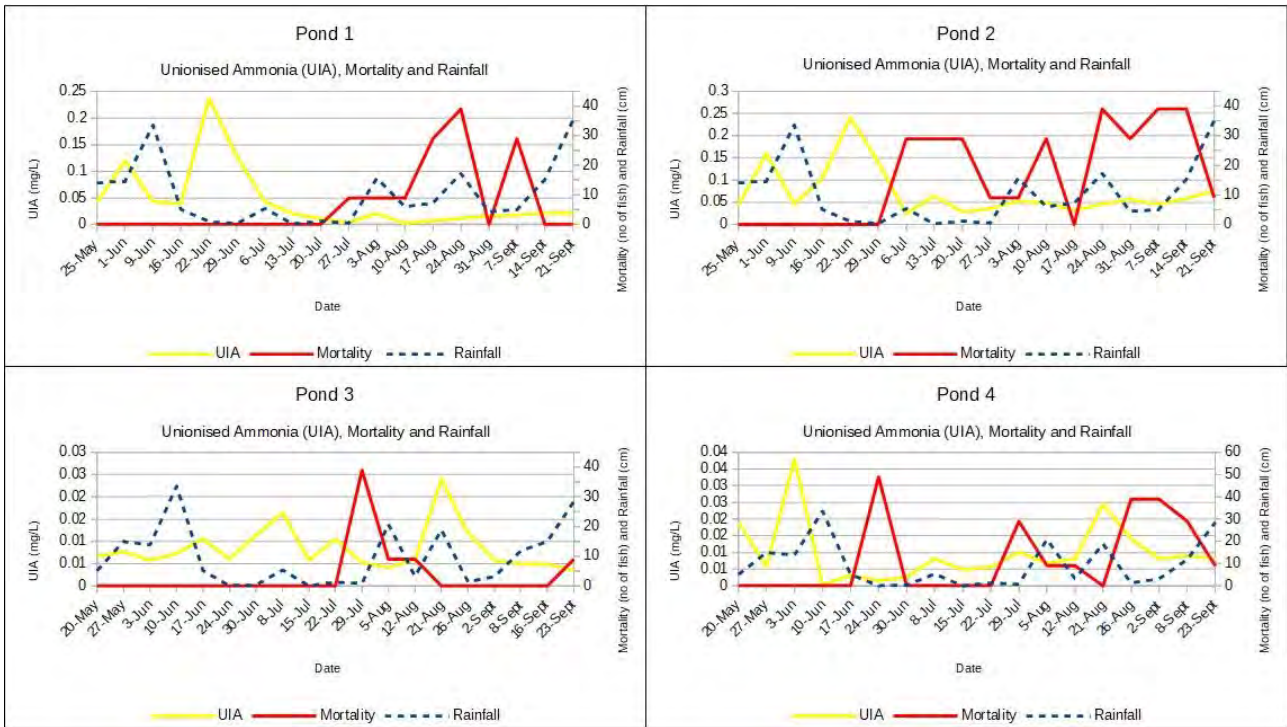 Pond 1
Unionised Ammonia (UIA), Mortality and Rainfall
0.25
0.2
0.15
0.1
0.05
0
40
30
20
10
0
UIA (mg/L)
Mortality (no of fish) and Rainfall (cm)
25-May
1-Jun
9-Jun
16-Jun
22-Jun
29-Jun
6-Jul
13-Jul
20-Jul
27-Jul
3-Aug
10-Aug
17-Aug
24-Aug
31-Aug
7-Sept
14-Sept
21-Sept
Date
UIA Mortality Rainfall
Pond 2
Unionised Ammonia (UIA), Mortality and Rainfall
0.3
0.25
0.2
0.15
0.1
0.05
0
40
30
20
10
0
UIA (mg/L)
Mortality (no of fish) and Rainfall (cm)
25-May
1-Jun
9-Jun
16-Jun
22-Jun
29-Jun
6-Jul
13-Jul
20-Jul
27-Jul
3-Aug
10-Aug
17-Aug
24-Aug
31-Aug
7-Sept
14-Sept
21-Sept
Date
UIA Mortality Rainfall
Pond 3
Unionised Ammonia (UIA), Mortality and Rainfall
0.03
0.03
0.02
0.02
0.01
0.01
0
40
30
20
10
0
UIA (mg/L)
Mortality (no of fish) and Rainfall (cm)
20-May
27-May
3-Jun
10-Jun
17-Jun
24-Jun
30-Jun
8-Jul
15-Jul
22-Jul
29-Jul
5-Aug
12-Aug
21-Aug
26-Aug
2-Sept
8-Sept
16-Sept
23-Sept
Date
UIA Mortality Rainfall
Pond 4
Unionised Ammonia (UIA), Mortality and Rainfall
0.04
0.04
0.03
0.03
0.02
0.02
0.01
0.01
0
60
50
40
30
20
10
0
UIA (mg/L)
Mortality (no of fish) and Rainfall (cm)
20-May
27-May
3-Jun
10-Jun
17-Jun
24-Jun
30-Jun
8-Jul
15-Jul
22-Jul
29-Jul
5-Aug
12-Aug
21-Aug
26-Aug
2-Sept
8-Sept
23-Sept
Date
UIA Mortality Rainfall